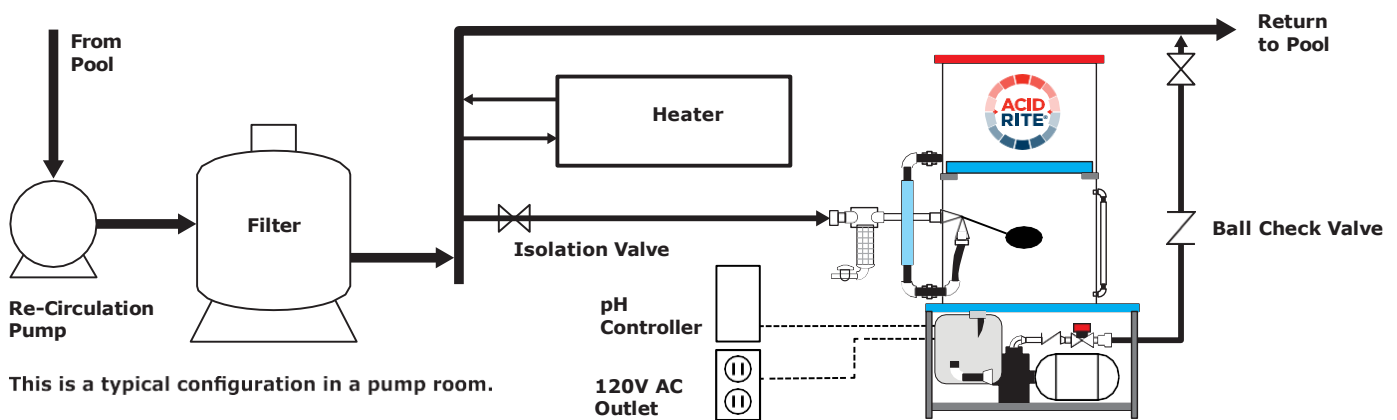 From
Pool
Return
to Pool
ACID
RITE®
Heater
Filter
Isolation Valve
Ball Check Valve
Re-Circulation
Pump
pH
Controller
120V AC
Outlet
This is a typical configuration in a pump room.